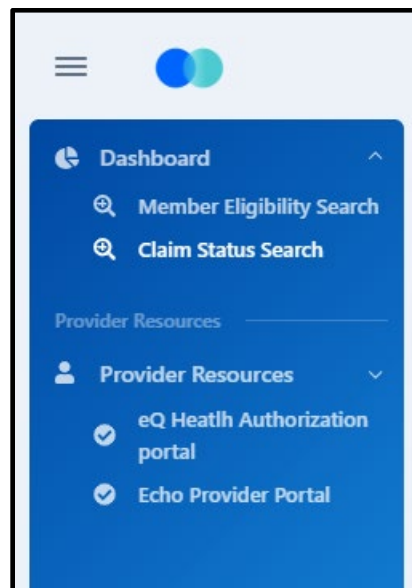 Dashboard
Member Eligibility Search
Claim Status Search
Provider Resources
Provider Resources
eQ Heatlh Authorization
portal
Echo Provider Portal